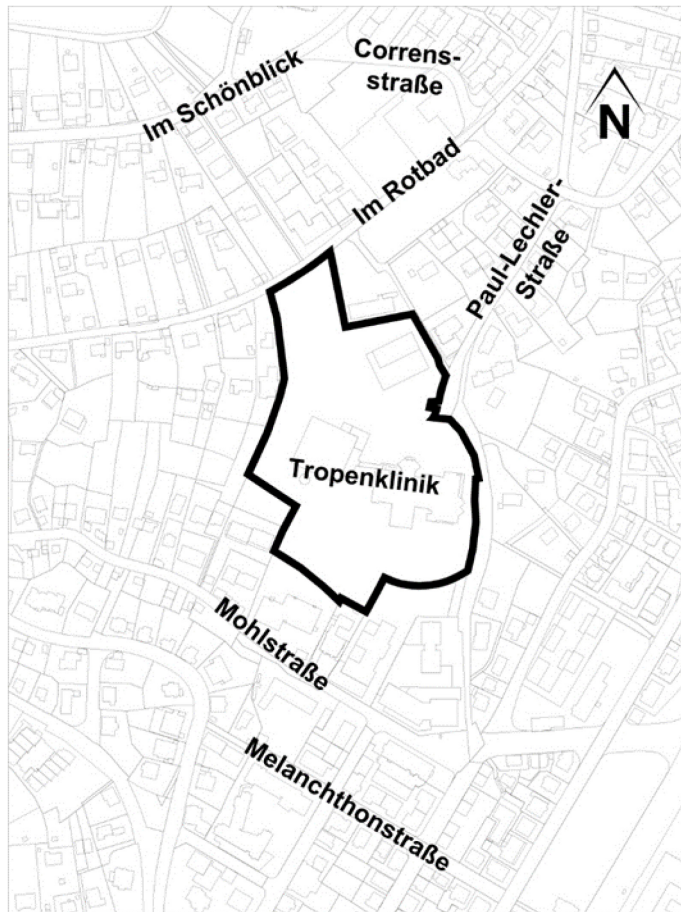 Im Schönblick
Correns-
straße
N
Im Rotbad
Paul-Lechler-
Straße
Tropenklinik
Mohlstraße
Melanchthonstraße